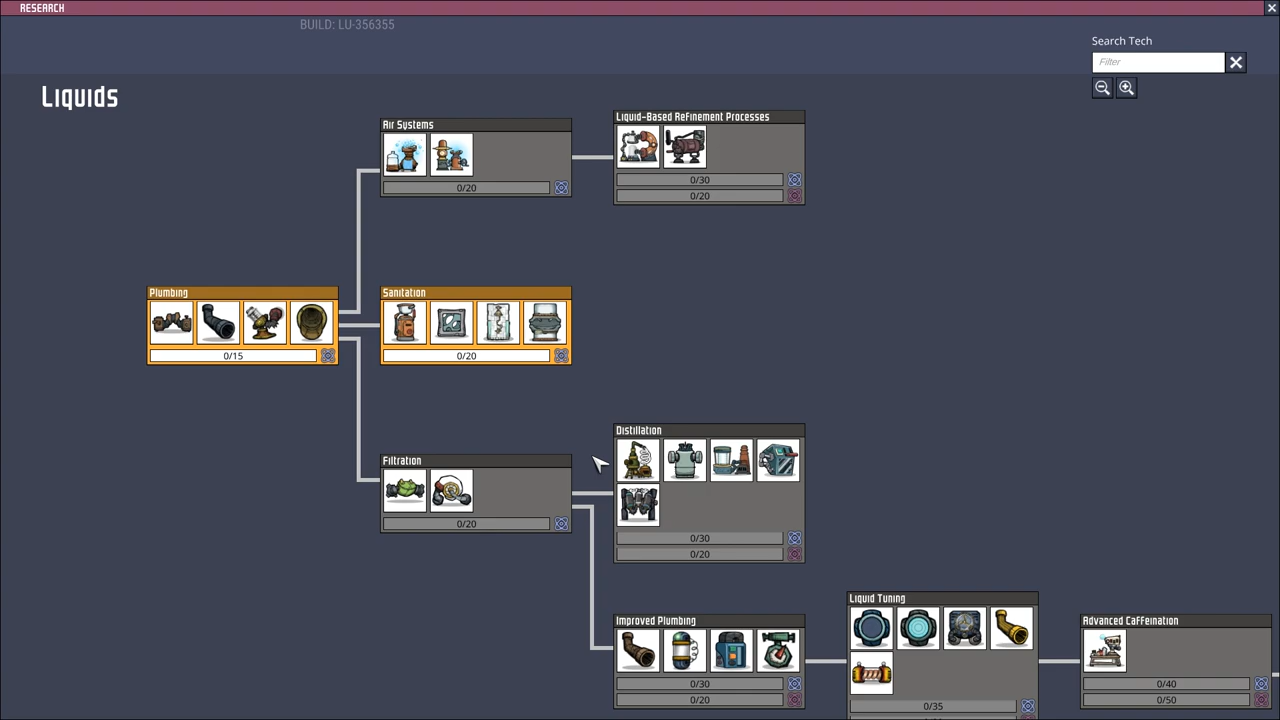 RESEARCH
BUILD: LU-356355
Search Tech
Filter
Liquids
Air Systems
0/20
Liquid-Based Refinement Processes
0/30
0/20
Plumbing
0/15
Sanitation
0/20
Filtration
0/20
Distillation
0/30
0/20
Improved Plumbing
0/30
0/20
Liquid Tuning
0/35
Advanced Caffeination
0/40
0/50